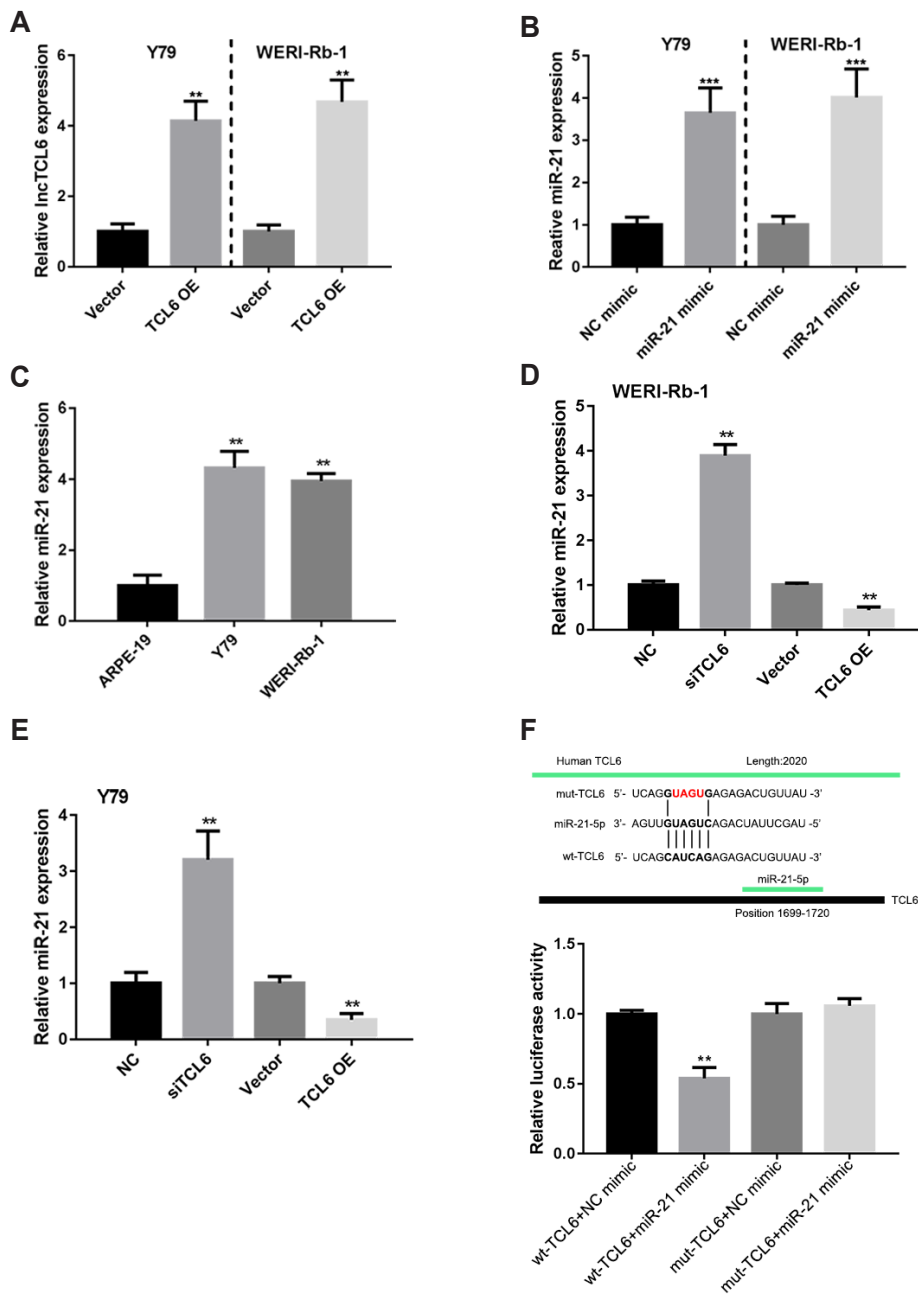 A
Y79
WERI-Rb-1
Relative lncTCL6 expression
6
4
2
0
**
**
Vector
TCL6 OE
Vector
TCL6 OE
B
Y79
WERI-Rb-1
Reative miR-21 expression
5
4
3
2
1
0
***
***
NC mimic
miR-21 mimic
NC mimic
miR-21 mimic
C
Relative miR-21 expression
6
4
2
0
**
**
ARPE-19
Y79
WERI-Rb-1
D
WERI-Rb-1
Relative miR-21 expression
5
4
3
2
1
0
**
**
NC
siTCL6
Vector
TCL6 OE
E
Y79
Relative miR-21 expression
4
3
2
1
0
**
**
NC
siTCL6
Vector
TCL6 OE
F
Human TCL6 Length:2020
mut-TCL6 5'- UCAGGUAGUGAGAGACUGUUAU -3'
miR-21-5p 3'- AGUUGUAGUCAGACUAUUCGAU -5'
wt-TCL6 5'- UCAGCAUCAGAGAGACUGUUAU -3'
miR-21-5p
TCL6
Position 1699-1720
Relative luciferase activity
1.5
1.0
0.5
0.0
**
wt-TCL6+NC mimic
wt-TCL6+miR-21 mimic
mut-TCL6+NC mimic
mut-TCL6+miR-21 mimic